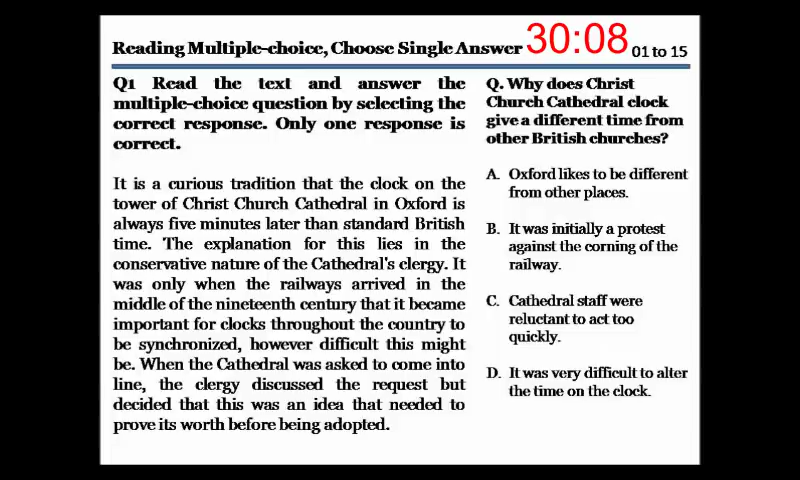 Reading Multiple-choice, Choose Single Answer 30:08 01 to 15
Q1 Read the text and answer the
multiple-choice question by selecting the
correct response. Only one response is
correct.
It is a curious tradition that the clock on the
tower of Christ Church Cathedral in Oxford is
always five minutes later than standard British
time. The explanation for this lies in the
conservative nature of the Cathedral's clergy. It
was only when the railways arrived in the
middle of the nineteenth century that it became
important for clocks throughout the country to
be synchronized, however difficult this might
be. When the Cathedral was asked to come into
line, the clergy discussed the request but
decided that this was an idea that needed to
prove its worth before being adopted.
Q. Why does Christ
Church Cathedral clock
give a different time from
other British churches?
A. Oxford likes to be different
from other places.
B. It was initially a protest
against the corning of the
railway.
C. Cathedral staff were
reluctant to act too
quickly.
D. It was very difficult to alter
the time on the clock.